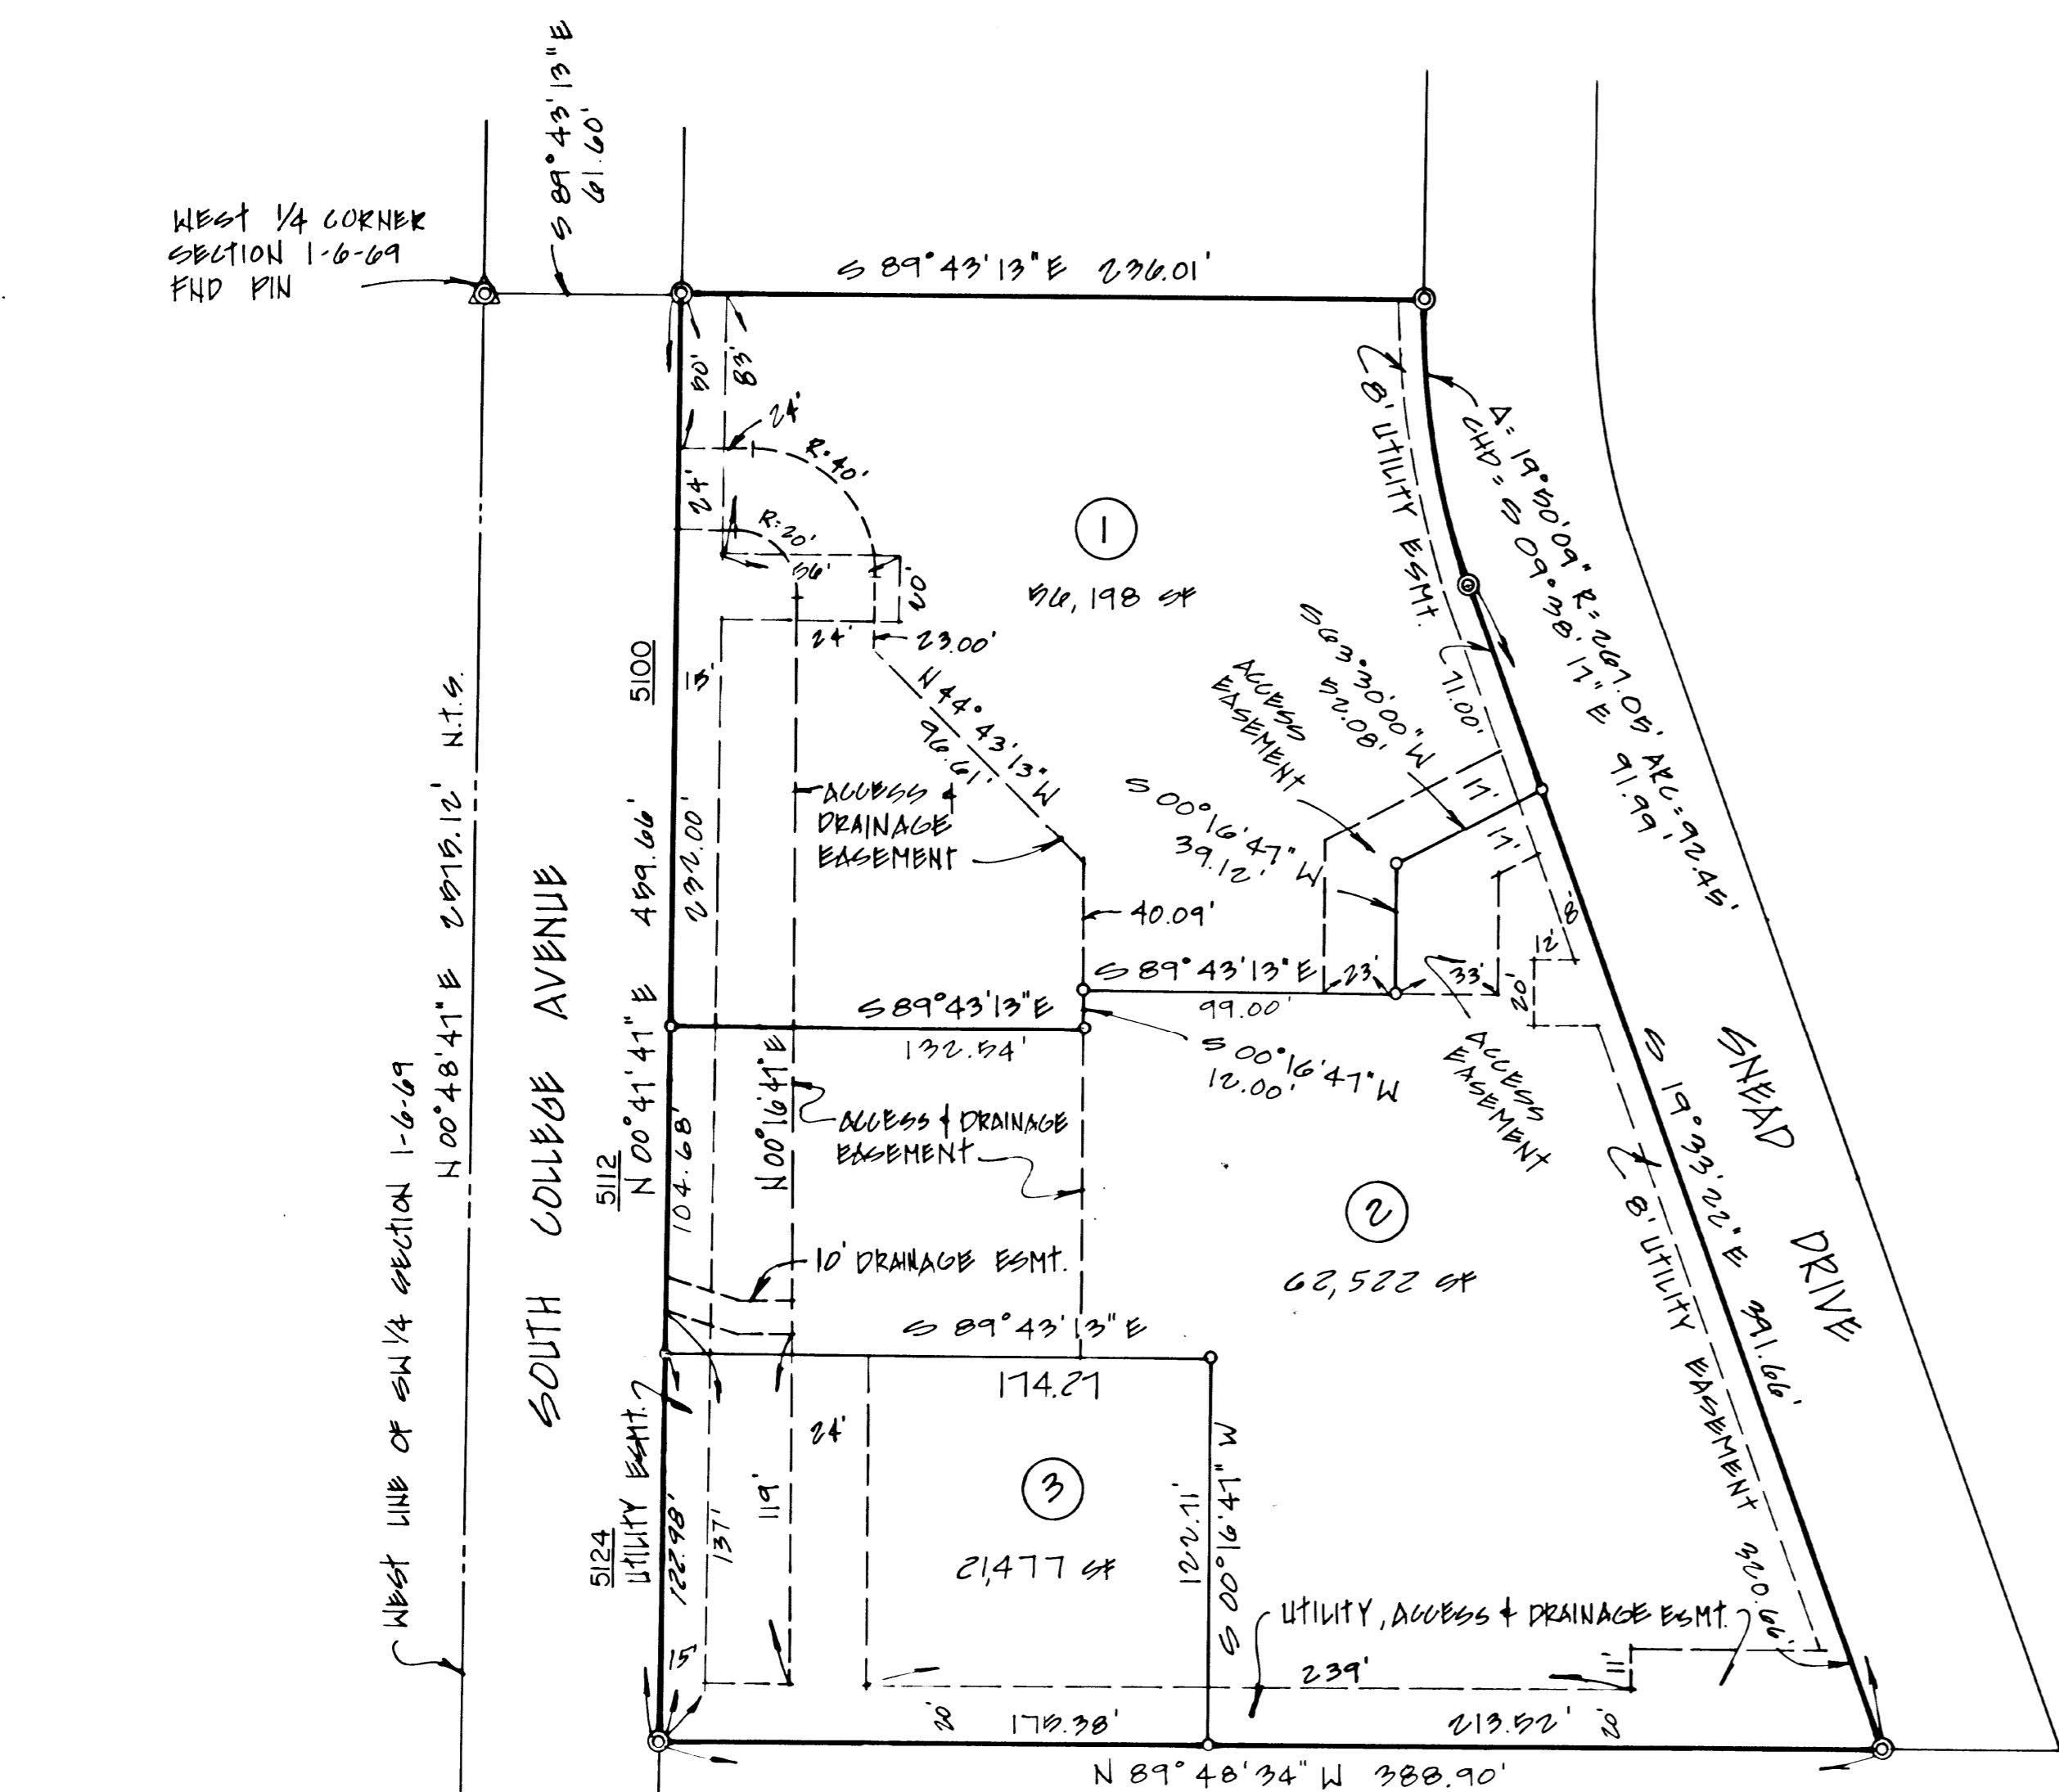 S 89°43'13"E
61.60'
WEST 1/4 CORNER
SECTION 1-6-69
FND PIN
S 89°43'13"E 236.01'
50'
83'
24'
R=40'
24'
R=20'
56'
20'
24'
23.00'
15'
N 44°43'13"W
96.61'
1
56,198 SF
8' UTILITY ESMT.
Δ=19°50'09" R=267.05' ARC=92.45'
CHD= S 09°38'17"E 91.99'
71.00'
S63°30'00"W
52.08'
ACCESS
EASEMENT
17'
17'
S 00°16'47"W
39.12'
ACCESS &
DRAINAGE
EASEMENT
40.09'
S 89°43'13"E
99.00'
23'
33'
8'
12'
20'
S 89°43'13"E
132.54'
S 00°16'47"W
12.00'
ACCESS
EASEMENT
5100
N 00°41'41"E 459.66'
232.00'
N.T.S.
N 00°48'41"E 2575.12'
WEST LINE OF SW 1/4 SECTION 1-6-69
SOUTH COLLEGE AVENUE
5112
104.68'
N 00°16'47"E
ACCESS & DRAINAGE
EASEMENT
10' DRAINAGE ESMT.
2
62,522 SF
SNEAD DRIVE
S 19°33'22"E 391.66'
8' UTILITY EASEMENT
320.66'
S 89°43'13"E
174.27
24'
3
21,477 SF
122.71'
S 00°16'47"W
5124
UTILITY ESMT.
122.98'
137'
119'
15'
UTILITY, ACCESS & DRAINAGE ESMT.
239'
11'
20'
175.38'
213.52'
20'
N 89°48'34"W 388.90'